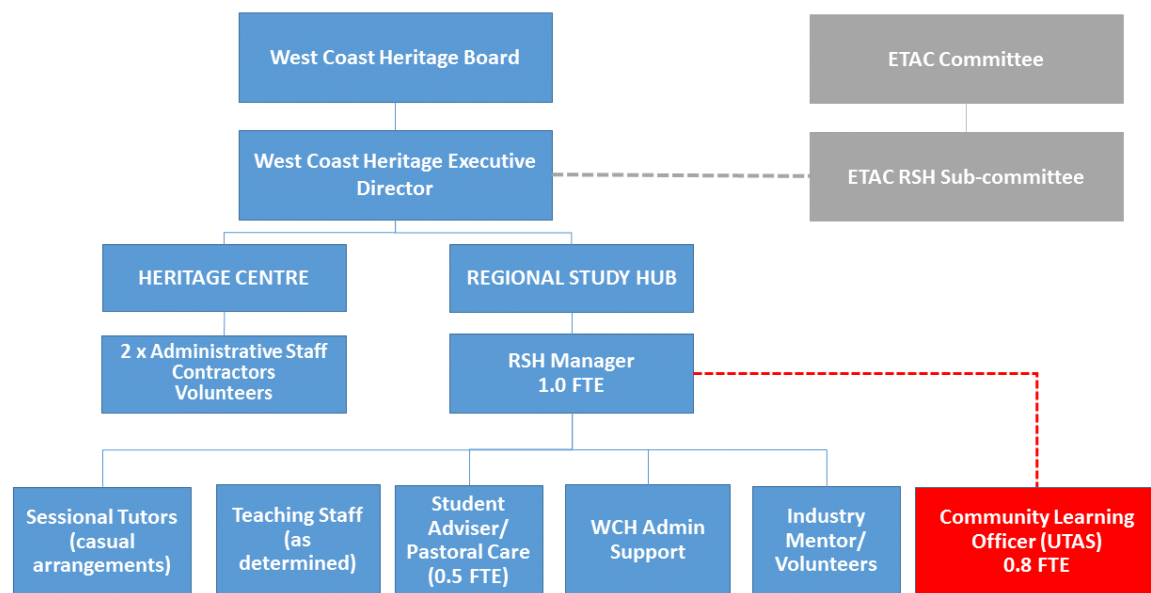 West Coast Heritage Board
ETAC Committee
West Coast Heritage Executive
Director
ETAC RSH Sub-committee
HERITAGE CENTRE
REGIONAL STUDY HUB
2 x Administrative Staff
Contractors
Volunteers
RSH Manager
1.0 FTE
Sessional Tutors
(casual
arrangements)
Teaching Staff
(as
determined)
Student
Adviser/
Pastoral Care
(0.5 FTE)
WCH Admin
Support
Industry
Mentor/
Volunteers
Community Learning
Officer (UTAS)
0.8 FTE